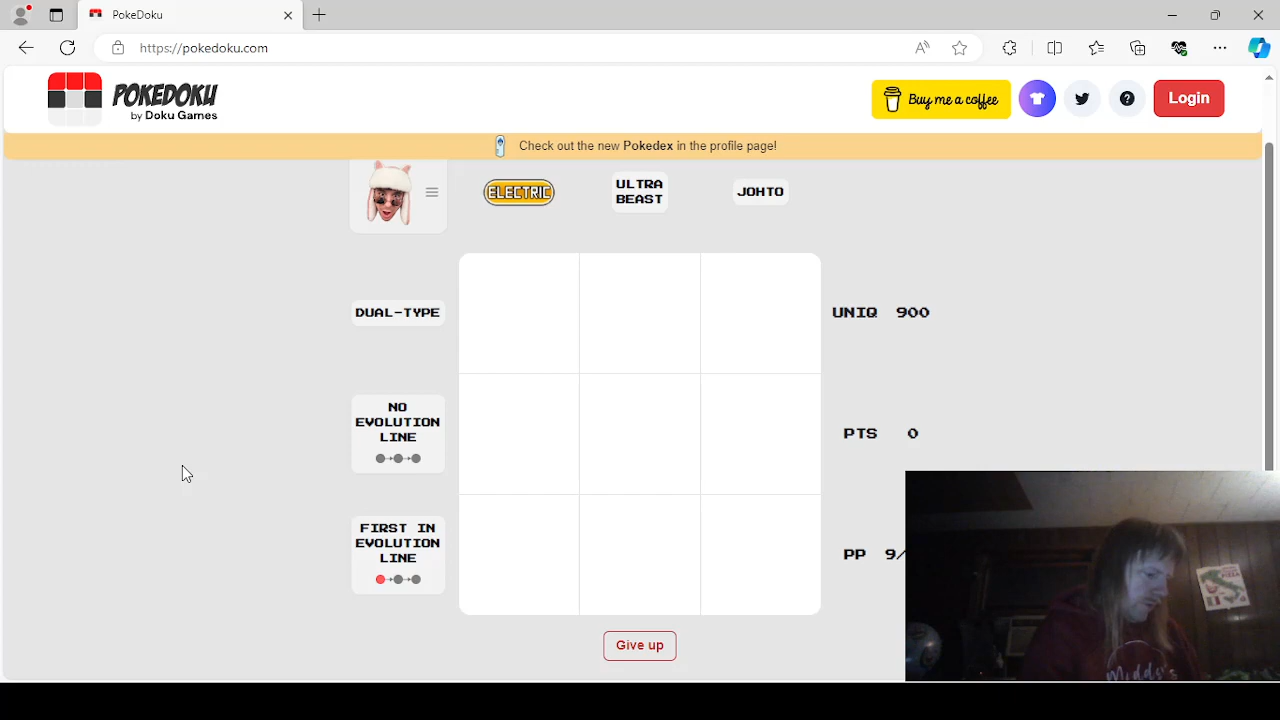 PokeDoku
https://pokedoku.com
POKEDOKU
by Doku Games
Buy me a coffee
Login
Check out the new Pokedex in the profile page!
ELECTRIC
ULTRA
BEAST
JOHTO
DUAL-TYPE
UNIQ 900
NO
EVOLUTION
LINE
PTS 0
FIRST IN
EVOLUTION
LINE
PP 9/
Give up